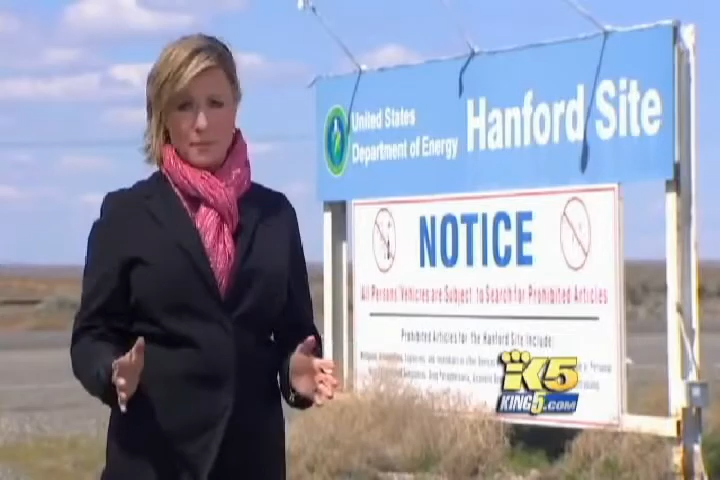 United States
Department of Energy
Hanford Site
NOTICE
All Persons/Vehicles are Subject to Search for Prohibited Articles
Prohibited Articles for the Hanford Site Include:
K5
KING5.COM